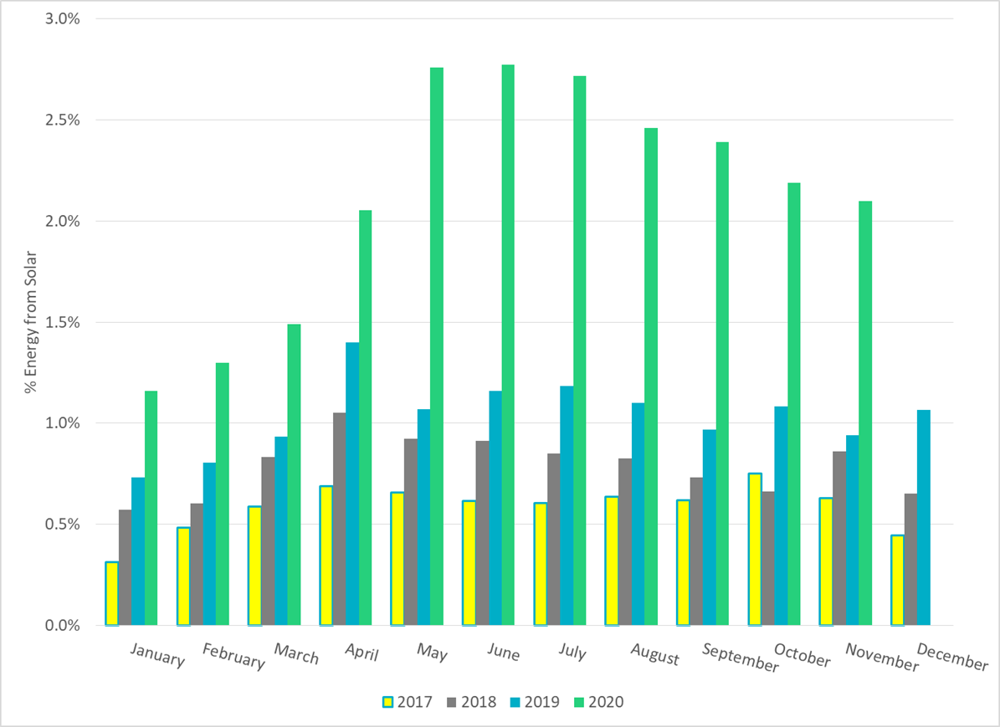 3.0%
2.5%
2.0%
1.5%
1.0%
0.5%
0.0%
% Energy from Solar
January February March April May June July August September October November December
2017 2018 2019 2020